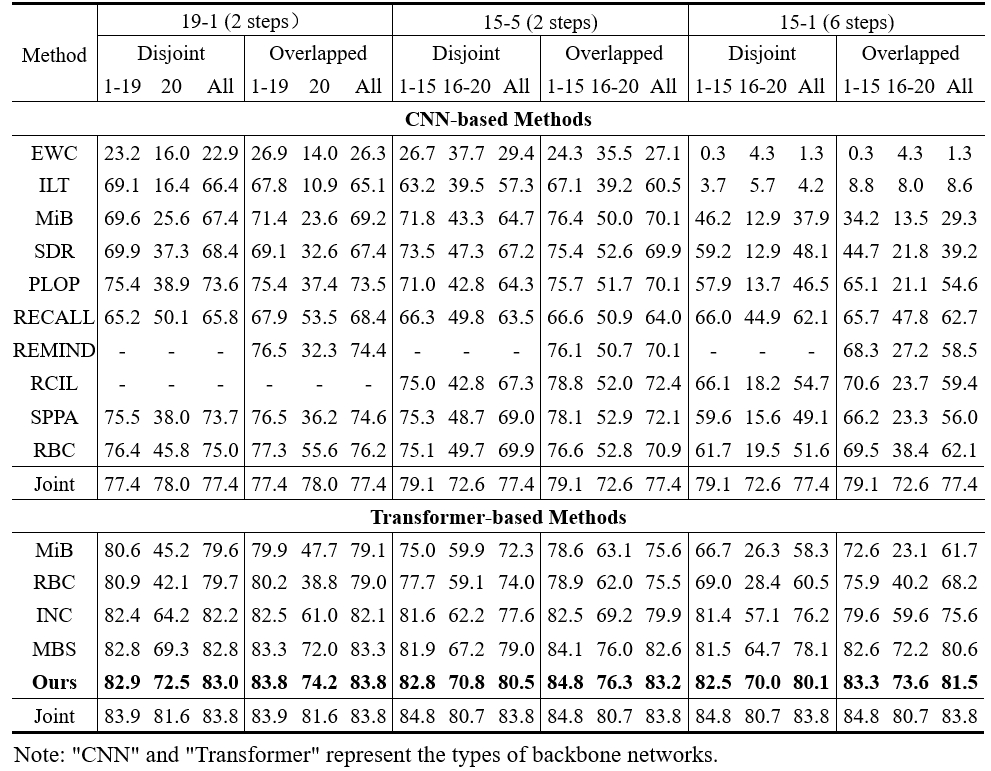 Method 19-1 (2 steps） 15-5 (2 steps) 15-1 (6 steps)
Disjoint Overlapped Disjoint Overlapped Disjoint Overlapped
1-19 20 All 1-19 20 All 1-15 16-20 All 1-15 16-20 All 1-15 16-20 All 1-15 16-20 All
CNN-based Methods
EWC 23.2 16.0 22.9 26.9 14.0 26.3 26.7 37.7 29.4 24.3 35.5 27.1 0.3 4.3 1.3 0.3 4.3 1.3
ILT 69.1 16.4 66.4 67.8 10.9 65.1 63.2 39.5 57.3 67.1 39.2 60.5 3.7 5.7 4.2 8.8 8.0 8.6
MiB 69.6 25.6 67.4 71.4 23.6 69.2 71.8 43.3 64.7 76.4 50.0 70.1 46.2 12.9 37.9 34.2 13.5 29.3
SDR 69.9 37.3 68.4 69.1 32.6 67.4 73.5 47.3 67.2 75.4 52.6 69.9 59.2 12.9 48.1 44.7 21.8 39.2
PLOP 75.4 38.9 73.6 75.4 37.4 73.5 71.0 42.8 64.3 75.7 51.7 70.1 57.9 13.7 46.5 65.1 21.1 54.6
RECALL 65.2 50.1 65.8 67.9 53.5 68.4 66.3 49.8 63.5 66.6 50.9 64.0 66.0 44.9 62.1 65.7 47.8 62.7
REMIND - - - 76.5 32.3 74.4 - - - 76.1 50.7 70.1 - - - 68.3 27.2 58.5
RCIL - - - - - - 75.0 42.8 67.3 78.8 52.0 72.4 66.1 18.2 54.7 70.6 23.7 59.4
SPPA 75.5 38.0 73.7 76.5 36.2 74.6 75.3 48.7 69.0 78.1 52.9 72.1 59.6 15.6 49.1 66.2 23.3 56.0
RBC 76.4 45.8 75.0 77.3 55.6 76.2 75.1 49.7 69.9 76.6 52.8 70.9 61.7 19.5 51.6 69.5 38.4 62.1
Joint 77.4 78.0 77.4 77.4 78.0 77.4 79.1 72.6 77.4 79.1 72.6 77.4 79.1 72.6 77.4 79.1 72.6 77.4
Transformer-based Methods
MiB 80.6 45.2 79.6 79.9 47.7 79.1 75.0 59.9 72.3 78.6 63.1 75.6 66.7 26.3 58.3 72.6 23.1 61.7
RBC 80.9 42.1 79.7 80.2 38.8 79.0 77.7 59.1 74.0 78.9 62.0 75.5 69.0 28.4 60.5 75.9 40.2 68.2
INC 82.4 64.2 82.2 82.5 61.0 82.1 81.6 62.2 77.6 82.5 69.2 79.9 81.4 57.1 76.2 79.6 59.6 75.6
MBS 82.8 69.3 82.8 83.3 72.0 83.3 81.9 67.2 79.0 84.1 76.0 82.6 81.5 64.7 78.1 82.6 72.2 80.6
Ours 82.9 72.5 83.0 83.8 74.2 83.8 82.8 70.8 80.5 84.8 76.3 83.2 82.5 70.0 80.1 83.3 73.6 81.5
Joint 83.9 81.6 83.8 83.9 81.6 83.8 84.8 80.7 83.8 84.8 80.7 83.8 84.8 80.7 83.8 84.8 80.7 83.8
Note: "CNN" and "Transformer" represent the types of backbone networks.